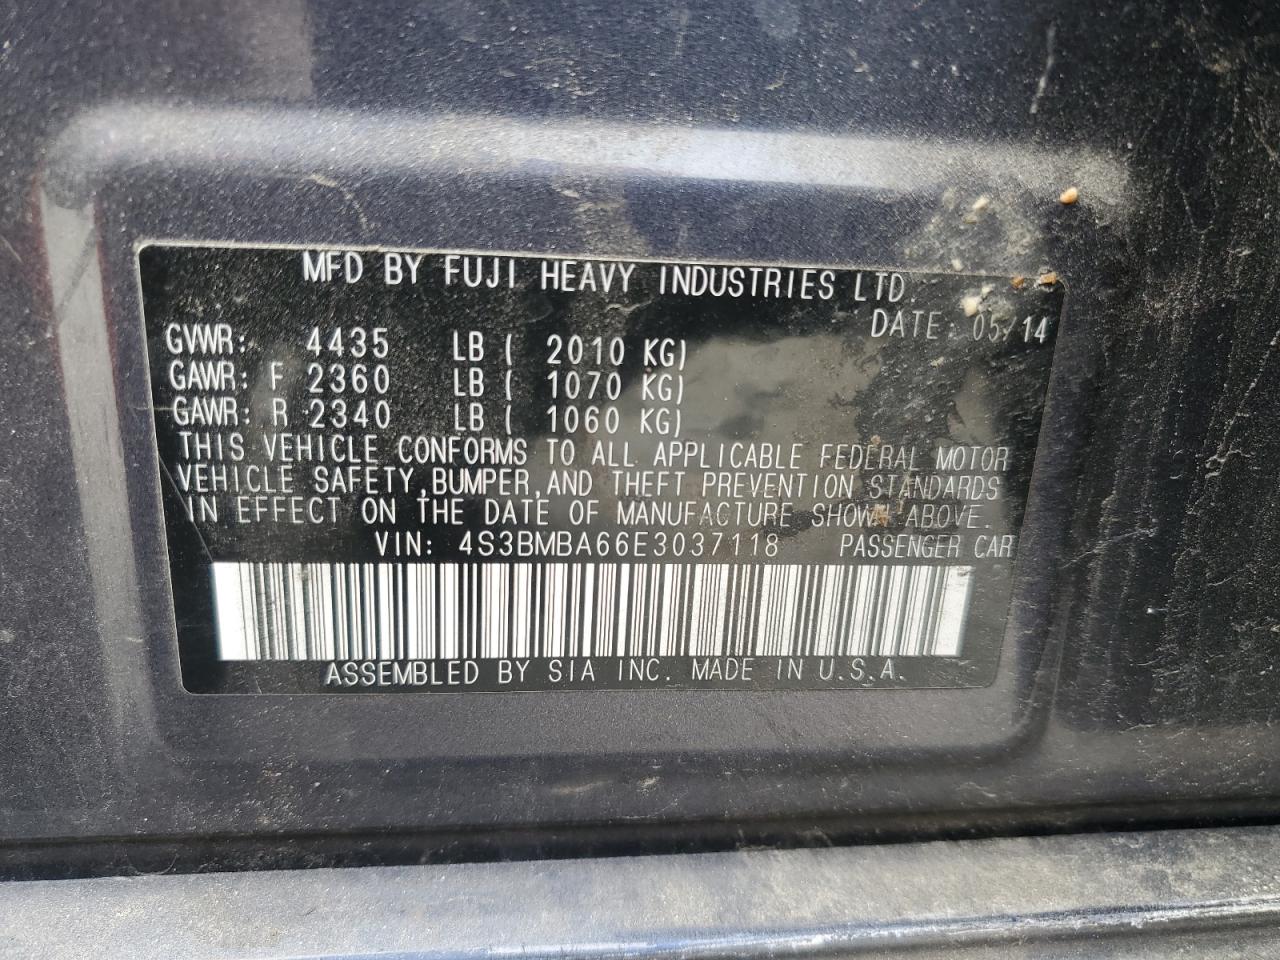 MFD BY FUJI HEAVY INDUSTRIES LTD.
DATE: 05/14
GVWR: 4435 LB ( 2010 KG)
GAWR: F 2360 LB ( 1070 KG)
GAWR: R 2340 LB ( 1060 KG)
THIS VEHICLE CONFORMS TO ALL APPLICABLE FEDERAL MOTOR
VEHICLE SAFETY,BUMPER,AND THEFT PREVENTION STANDARDS
IN EFFECT ON THE DATE OF MANUFACTURE SHOWN ABOVE.
VIN: 4S3BMBA66E3037118 PASSENGER CAR
ASSEMBLED BY SIA INC. MADE IN U.S.A.